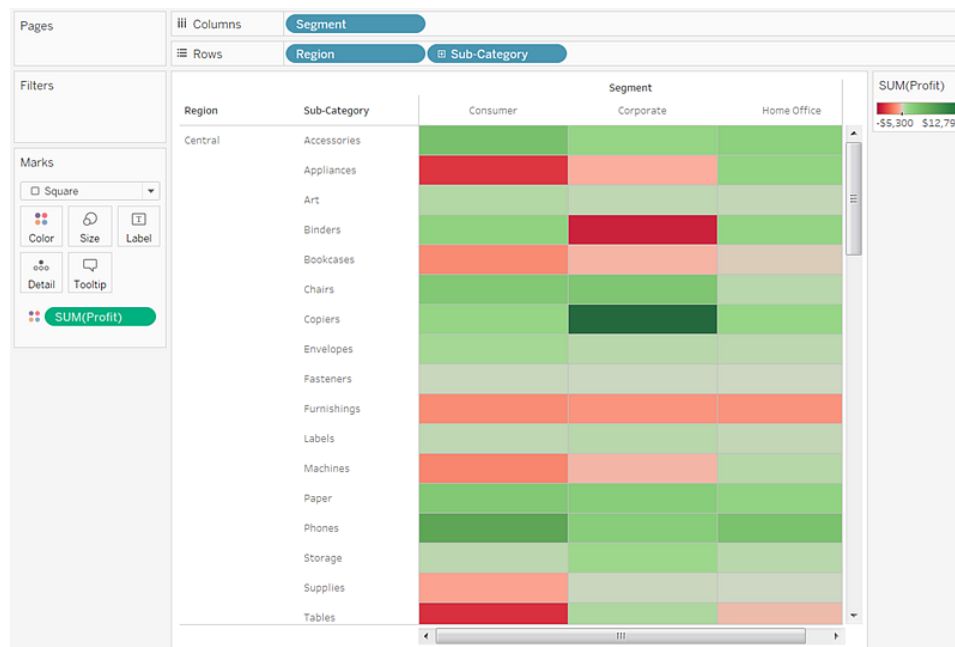 Pages
Columns
Segment
Rows
Region
Sub-Category
Filters
Segment
Region
Sub-Category
Consumer
Corporate
Home Office
SUM(Profit)
-$5,300 $12,79
Central
Accessories
Appliances
Art
Binders
Bookcases
Chairs
Copiers
Envelopes
Fasteners
Furnishings
Labels
Machines
Paper
Phones
Storage
Supplies
Tables
Marks
Square
Color
Size
T
Label
Detail
Tooltip
SUM(Profit)